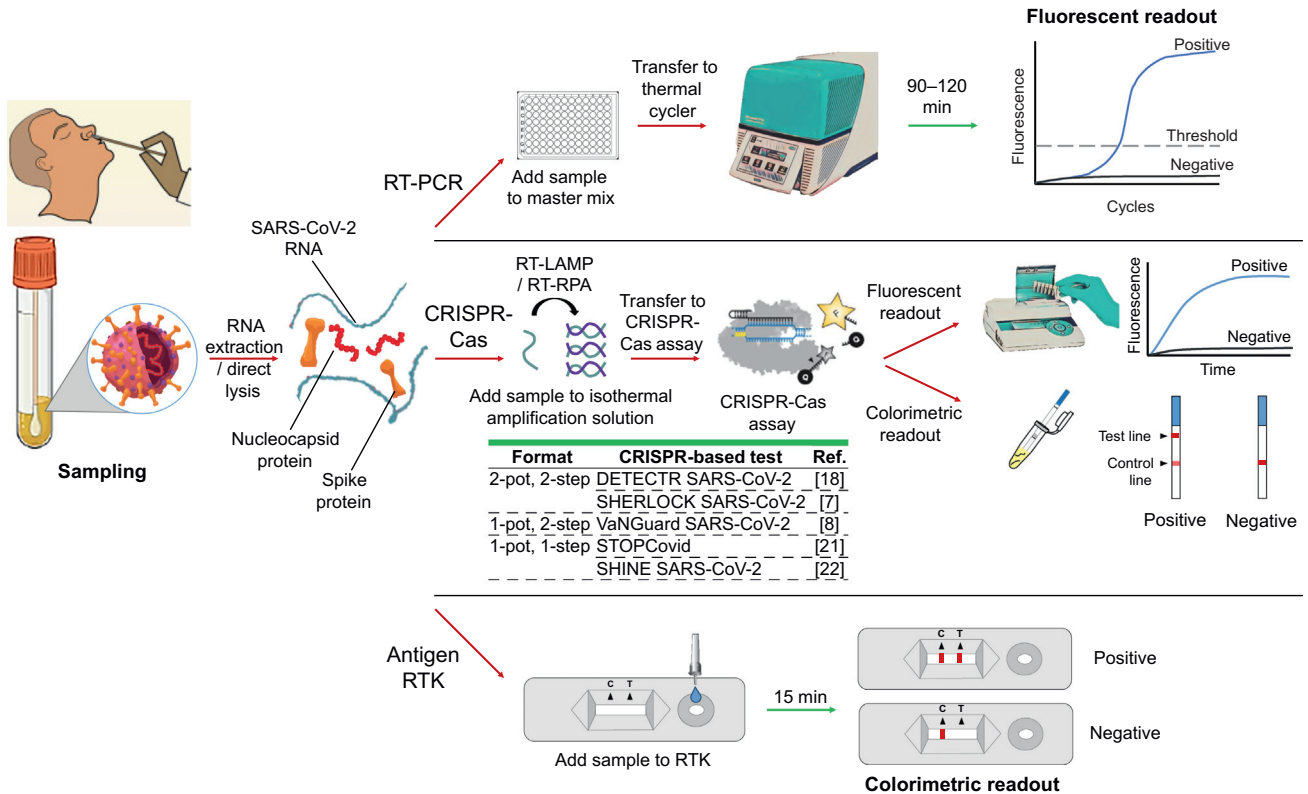 Fluorescent readout
Positive
Fluorescence
Threshold
Negative
Cycles
90–120
min
Transfer to
thermal
cycler
Add sample
to master mix
RT-PCR
SARS-CoV-2
RNA
RNA
extraction
/ direct
lysis
Sampling
Nucleocapsid
protein
Spike
protein
CRISPR-
Cas
RT-LAMP
/ RT-RPA
Add sample to isothermal
amplification solution
Transfer to
CRISPR-
Cas assay
F
CRISPR-Cas
assay
Fluorescent
readout
Colorimetric
readout
Fluorescence
Positive
Negative
Time
Test line
Control
line
Positive
Negative
Format CRISPR-based test Ref.
2-pot, 2-step DETECTR SARS-CoV-2 [18]
SHERLOCK SARS-CoV-2 [7]
1-pot, 2-step VaNGuard SARS-CoV-2 [8]
1-pot, 1-step STOPCovid [21]
SHINE SARS-CoV-2 [22]
Antigen
RTK
C T
Add sample to RTK
15 min
C T
Positive
C T
Negative
Colorimetric readout